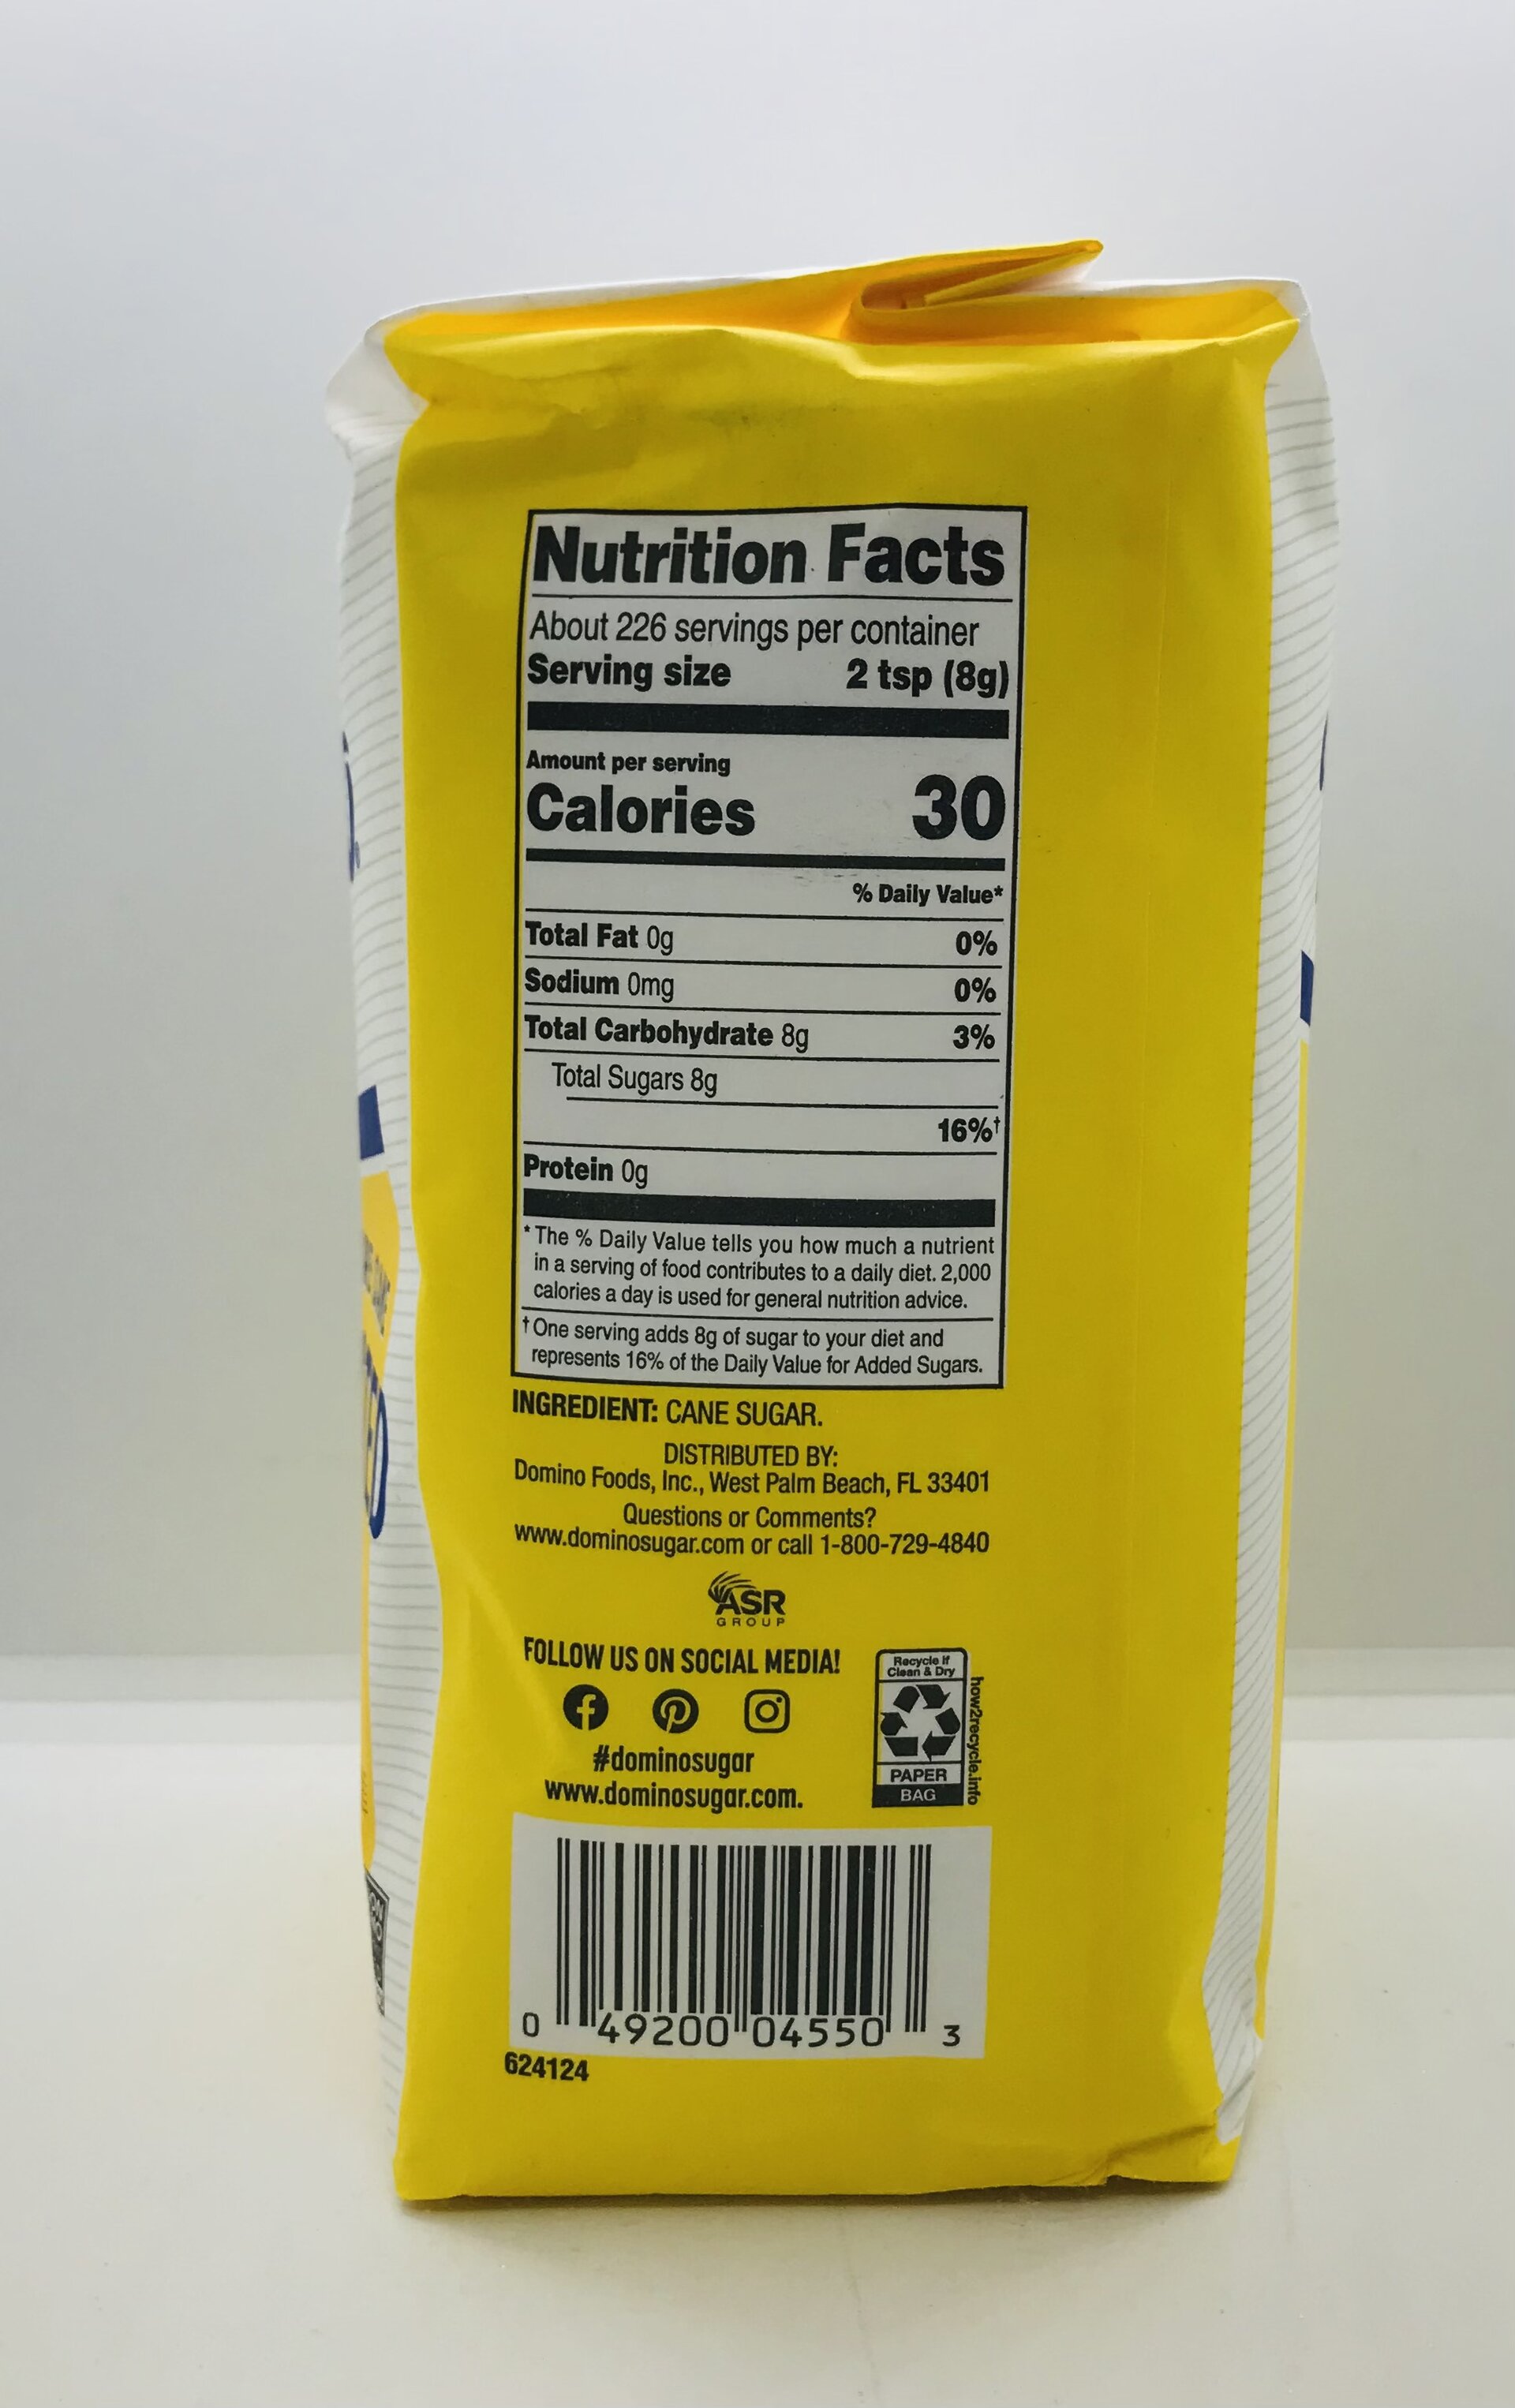 Nutrition Facts
About 226 servings per container
Serving size 2 tsp (8g)
Amount per serving
Calories 30
% Daily Value*
Total Fat 0g 0%
Sodium 0mg 0%
Total Carbohydrate 8g 3%
Total Sugars 8g
16%†
Protein 0g
* The % Daily Value tells you how much a nutrient
in a serving of food contributes to a daily diet. 2,000
calories a day is used for general nutrition advice.
† One serving adds 8g of sugar to your diet and
represents 16% of the Daily Value for Added Sugars.
INGREDIENT: CANE SUGAR.
DISTRIBUTED BY:
Domino Foods, Inc., West Palm Beach, FL 33401
Questions or Comments?
www.dominosugar.com or call 1-800-729-4840
ASR
GROUP
FOLLOW US ON SOCIAL MEDIA!
#dominosugar
www.dominosugar.com.
Recycle If
Clean & Dry
PAPER
BAG
how2recycle.info
0 49200 04550 3
624124